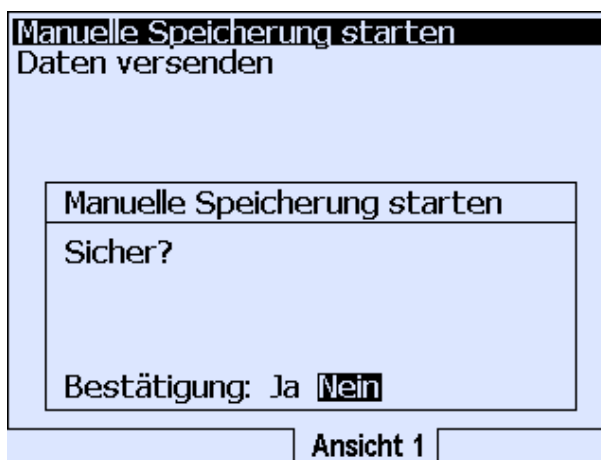 Manuelle Speicherung starten
Daten versenden
Manuelle Speicherung starten
Sicher?
Bestätigung: Ja Nein
Ansicht 1